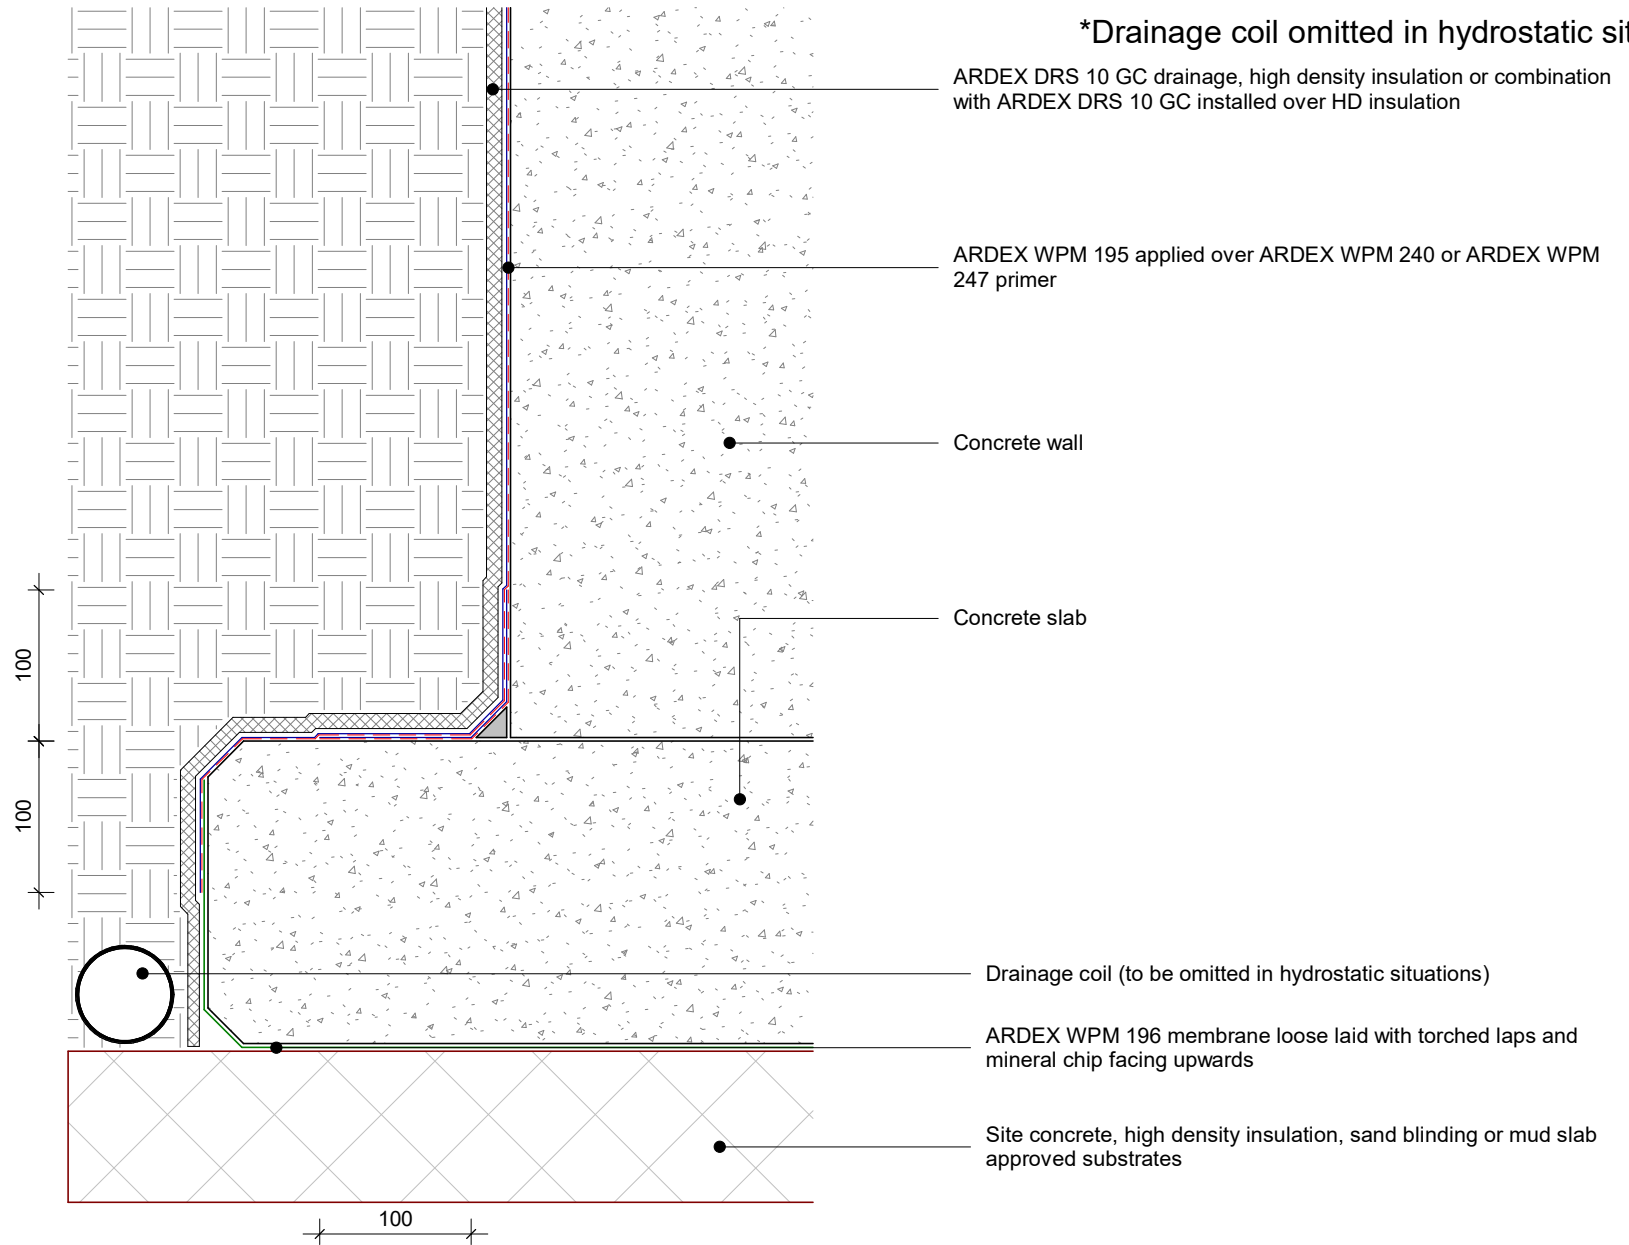 *Drainage coil omitted in hydrostatic sit
ARDEX DRS 10 GC drainage, high density insulation or combination
with ARDEX DRS 10 GC installed over HD insulation
ARDEX WPM 195 applied over ARDEX WPM 240 or ARDEX WPM
247 primer
Concrete wall
Concrete slab
100
100
Drainage coil (to be omitted in hydrostatic situations)
ARDEX WPM 196 membrane loose laid with torched laps and
mineral chip facing upwards
Site concrete, high density insulation, sand blinding or mud slab
approved substrates
100